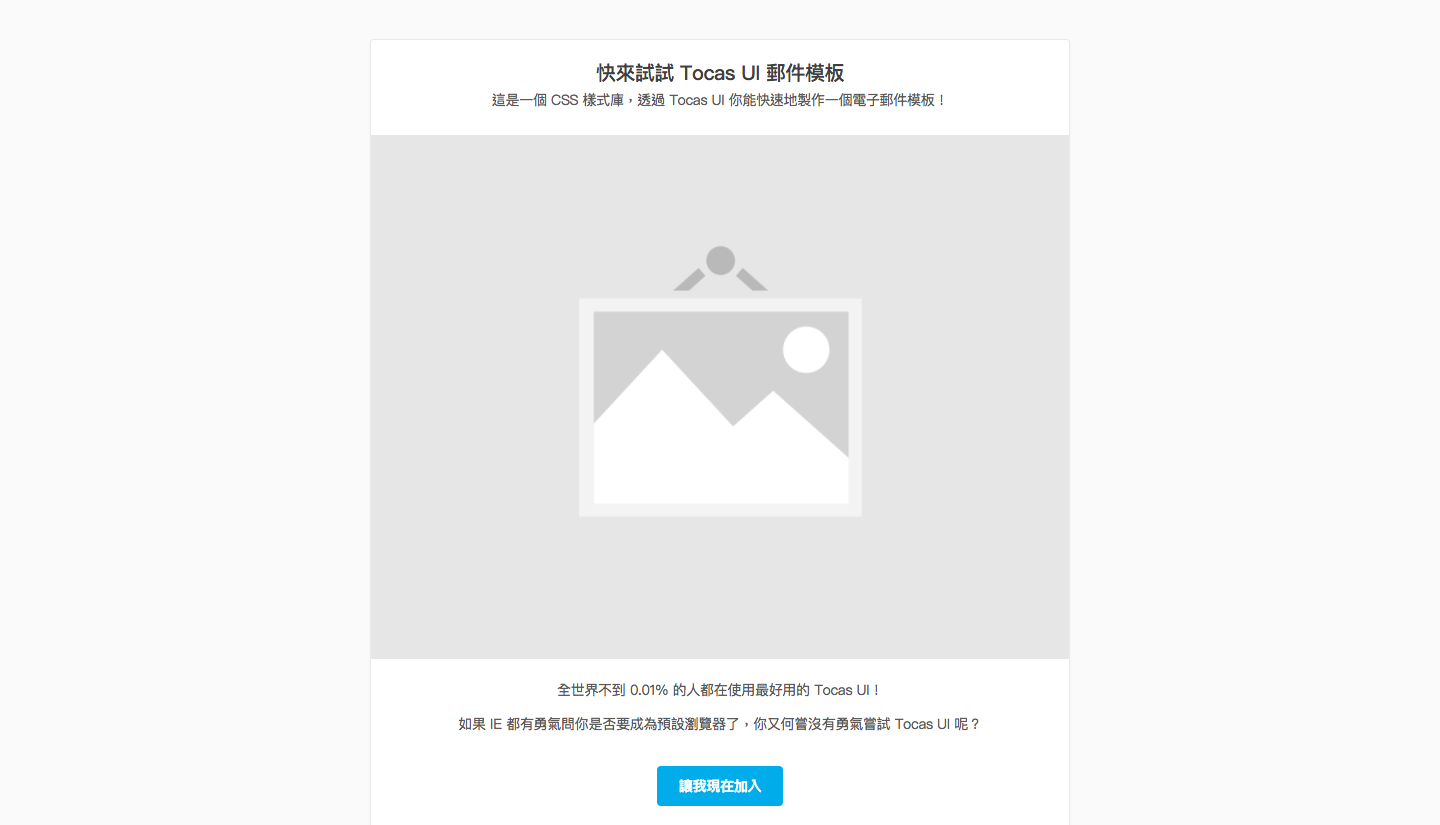 快來試試 Tocas UI 郵件模板
這是一個 CSS 樣式庫，透過 Tocas UI 你能快速地製作一個電子郵件模板！
全世界不到 0.01% 的人都在使用最好用的 Tocas UI！
如果 IE 都有勇氣問你是否要成為預設瀏覽器了，你又何嘗沒有勇氣嘗試 Tocas UI 呢？
讓我現在加入